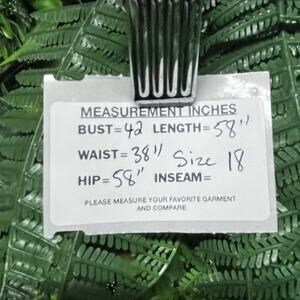 MEASUREMENT INCHES
BUST=42 LENGTH=58"
WAIST=38" Size 18
HIP=58" INSEAM=
PLEASE MEASURE YOUR FAVORITE GARMENT
AND COMPARE